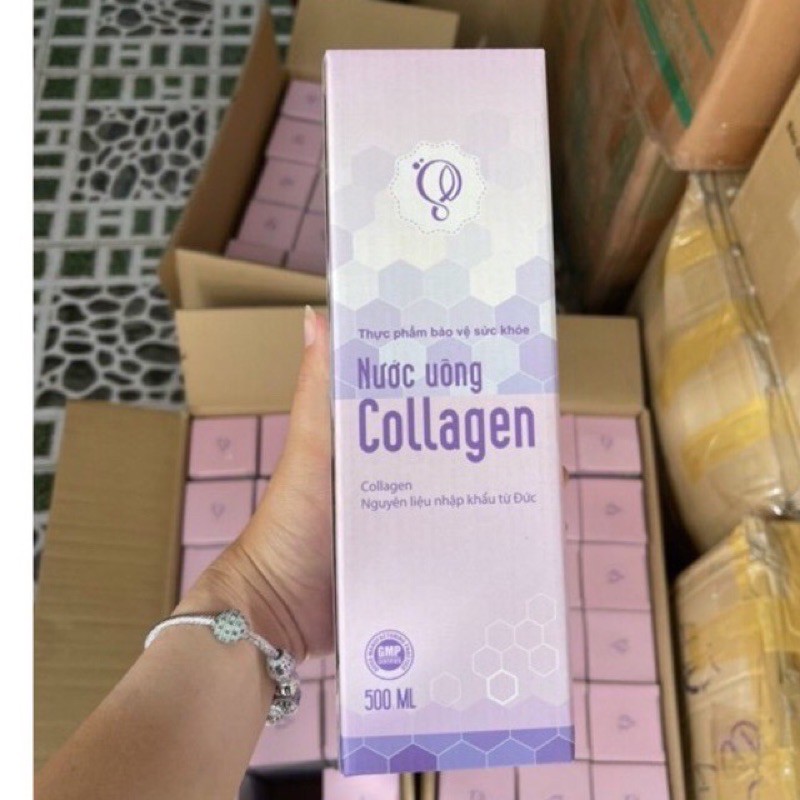 Thực phẩm bảo vệ sức khỏe
Nước uống
Collagen
Collagen
Nguyên liệu nhập khẩu từ Đức
GMP
500 ML